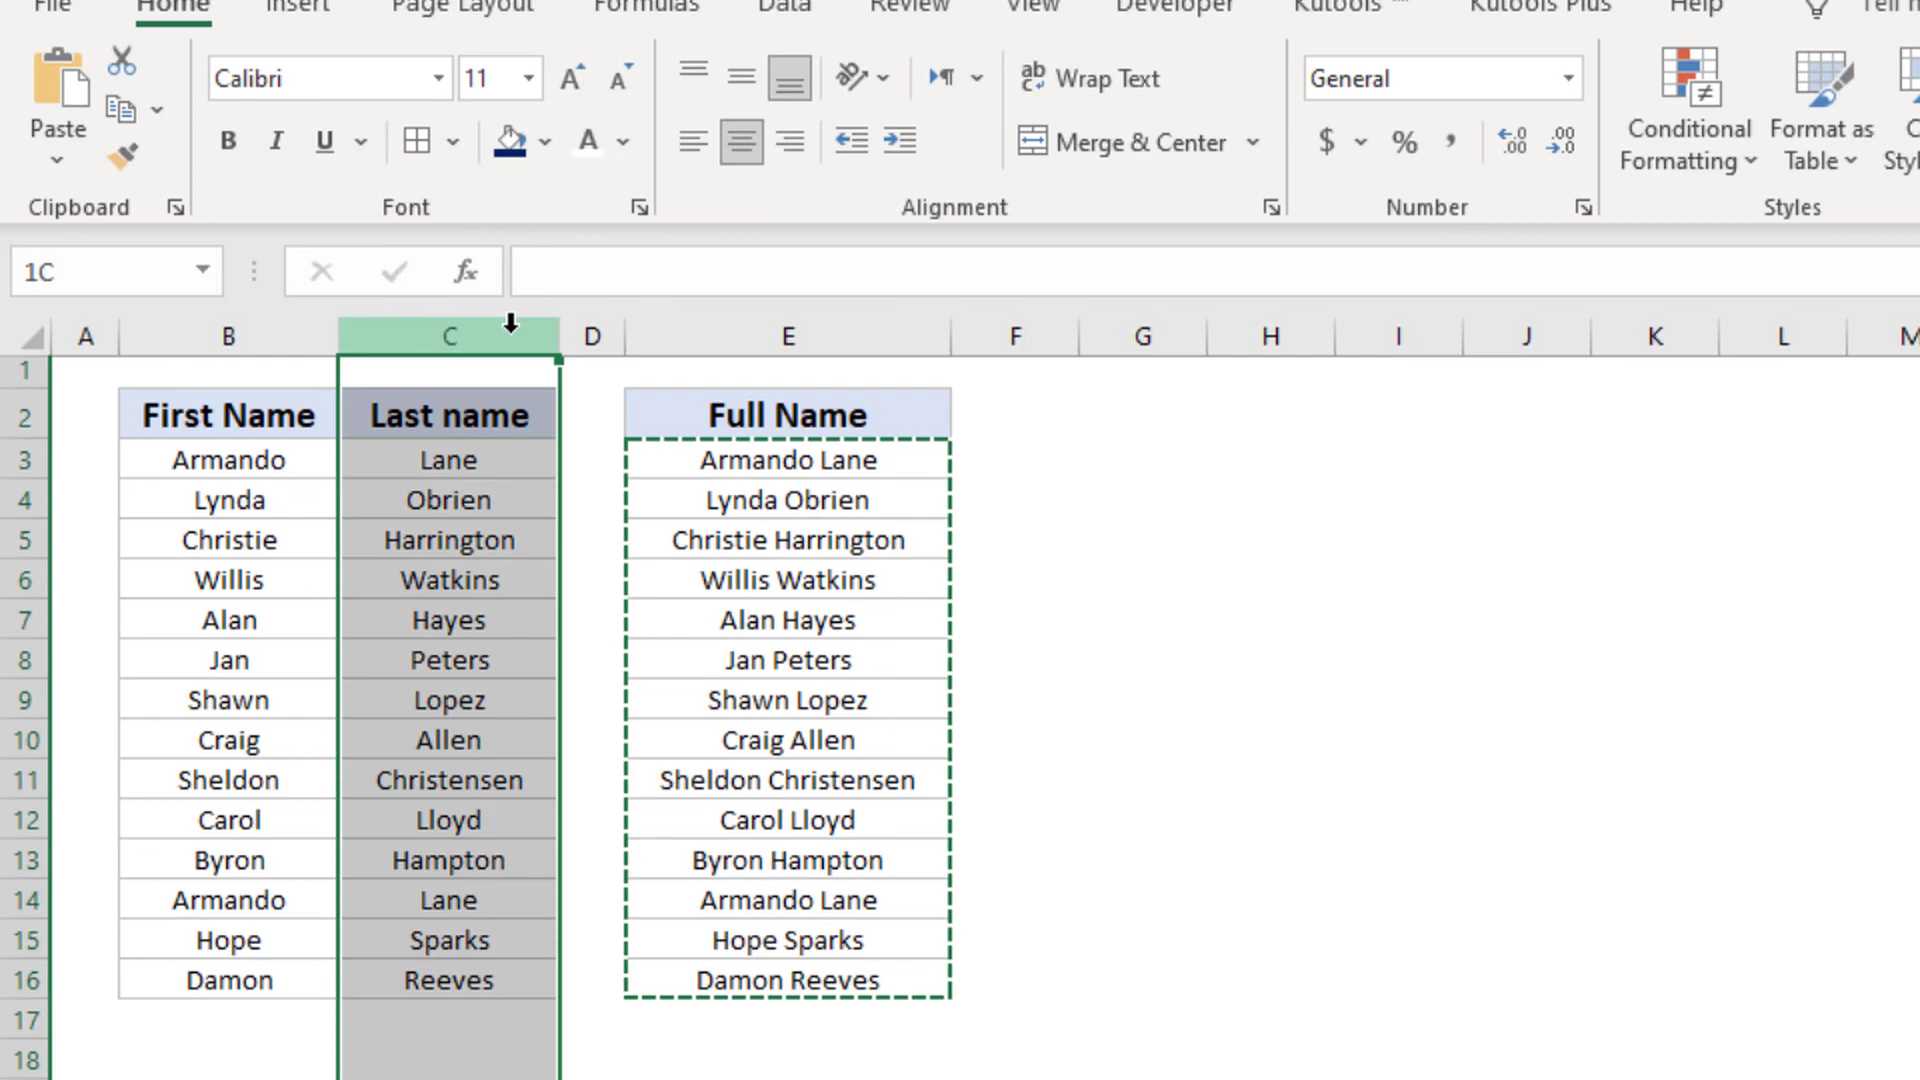 File Home Insert Page Layout Formulas Data Review View Developer Kutools ™ Kutools Plus Help
Calibri 11 ab Wrap Text General
Paste B I U A Merge & Center $ % , .00 .00 Conditional Formatting Format as Table
Clipboard Font Alignment Number Styles
1C fx
A B C D E F G H I J K L M
1
2 First Name Last name Full Name
3 Armando Lane Armando Lane
4 Lynda Obrien Lynda Obrien
5 Christie Harrington Christie Harrington
6 Willis Watkins Willis Watkins
7 Alan Hayes Alan Hayes
8 Jan Peters Jan Peters
9 Shawn Lopez Shawn Lopez
10 Craig Allen Craig Allen
11 Sheldon Christensen Sheldon Christensen
12 Carol Lloyd Carol Lloyd
13 Byron Hampton Byron Hampton
14 Armando Lane Armando Lane
15 Hope Sparks Hope Sparks
16 Damon Reeves Damon Reeves
17
18